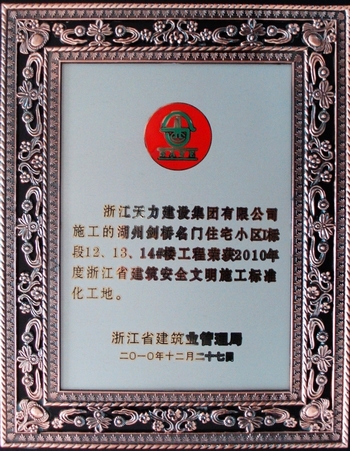 浙江天力建设集团有限公司
施工的湖州剑桥名门住宅小区I标
段12、13、14#楼工程荣获2010年
度浙江省建筑安全文明施工标准
化工地。
浙江省建筑业管理局
二〇一〇年十二月二十七日